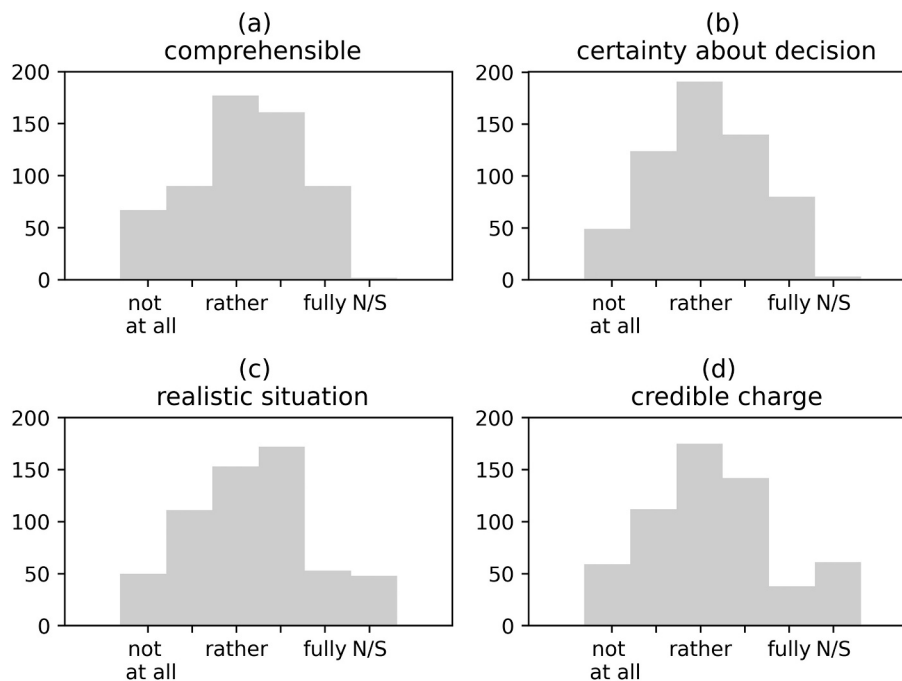 (a)
comprehensible
200
150
100
50
0
not
at all
rather
fully N/S
(b)
certainty about decision
200
150
100
50
0
not
at all
rather
fully N/S
(c)
realistic situation
200
150
100
50
0
not
at all
rather
fully N/S
(d)
credible charge
200
150
100
50
0
not
at all
rather
fully N/S